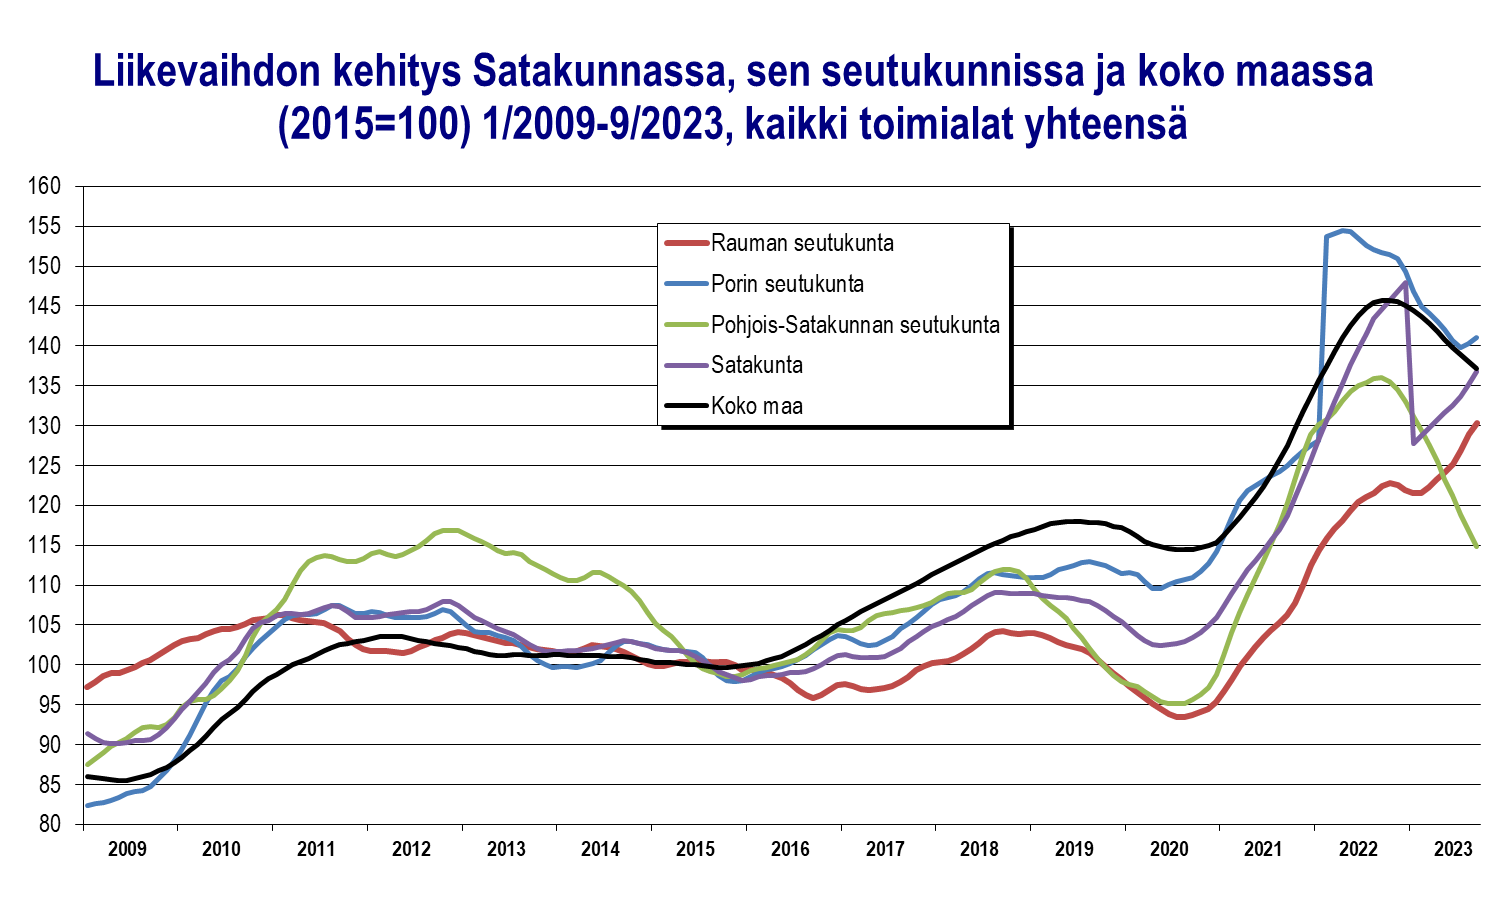 Liikevaihdon kehitys Satakunnassa, sen seutukunnissa ja koko maassa
(2015=100) 1/2009-9/2023, kaikki toimialat yhteensä
160
155
150
145
140
135
130
125
120
115
110
105
100
95
90
85
80
Rauman seutukunta
Porin seutukunta
Pohjois-Satakunnan seutukunta
Satakunta
Koko maa
2009 2010 2011 2012 2013 2014 2015 2016 2017 2018 2019 2020 2021 2022 2023